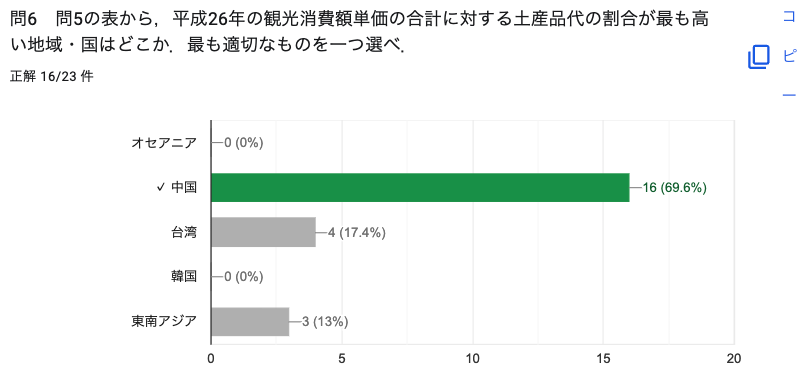 問6 問5の表から，平成26年の観光消費額単価の合計に対する土産品代の割合が最も高
い地域・国はどこか．最も適切なものを一つ選べ．
正解 16/23 件
コ
ピ
ー
オセアニア
0 (0%)
✓ 中国
16 (69.6%)
台湾
4 (17.4%)
韓国
0 (0%)
東南アジア
3 (13%)
0 5 10 15 20